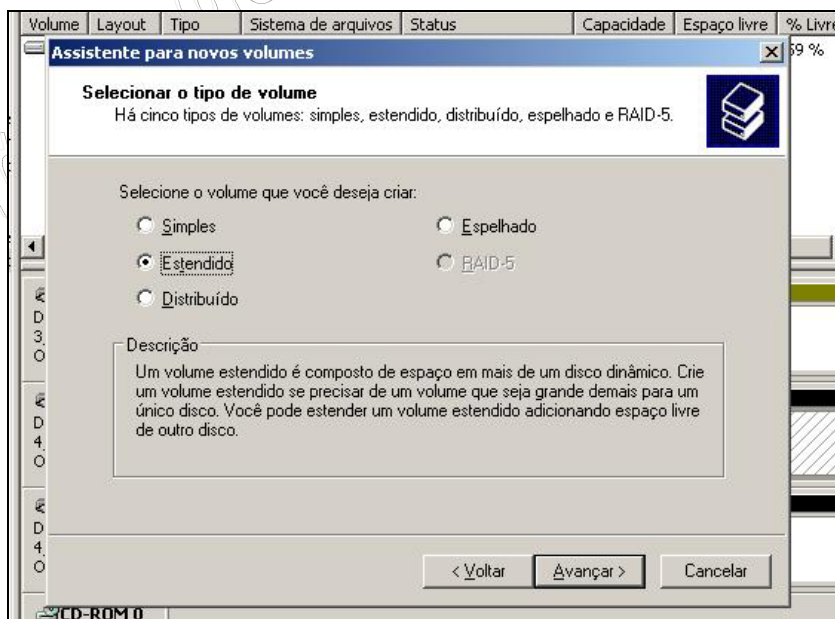 Volume Layout Tipo Sistema de arquivos Status Capacidade Espaço livre % Livre
Assistente para novos volumes
59 %
Selecionar o tipo de volume
Há cinco tipos de volumes: simples, estendido, distribuído, espelhado e RAID-5.
Selecione o volume que você deseja criar:
Simples
Espelhado
Estendido
RAID-5
Distribuído
Descrição
Um volume estendido é composto de espaço em mais de um disco dinâmico. Crie
um volume estendido se precisar de um volume que seja grande demais para um
único disco. Você pode estender um volume estendido adicionando espaço livre
de outro disco.
D
3,
O
D
4,
O
D
4,
O
< Voltar
Avançar >
Cancelar
CD-ROM 0